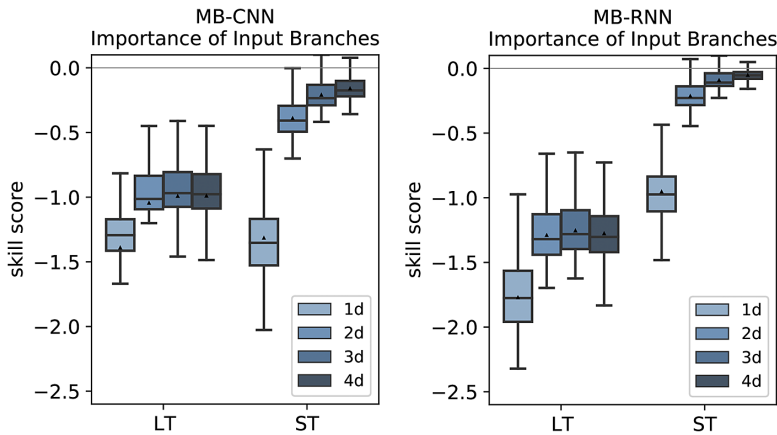 MB-CNN
Importance of Input Branches
0.0
−0.5
−1.0
−1.5
−2.0
−2.5
skill score
LT
ST
1d
2d
3d
4d
MB-RNN
Importance of Input Branches
0.0
−0.5
−1.0
−1.5
−2.0
−2.5
skill score
LT
ST
1d
2d
3d
4d